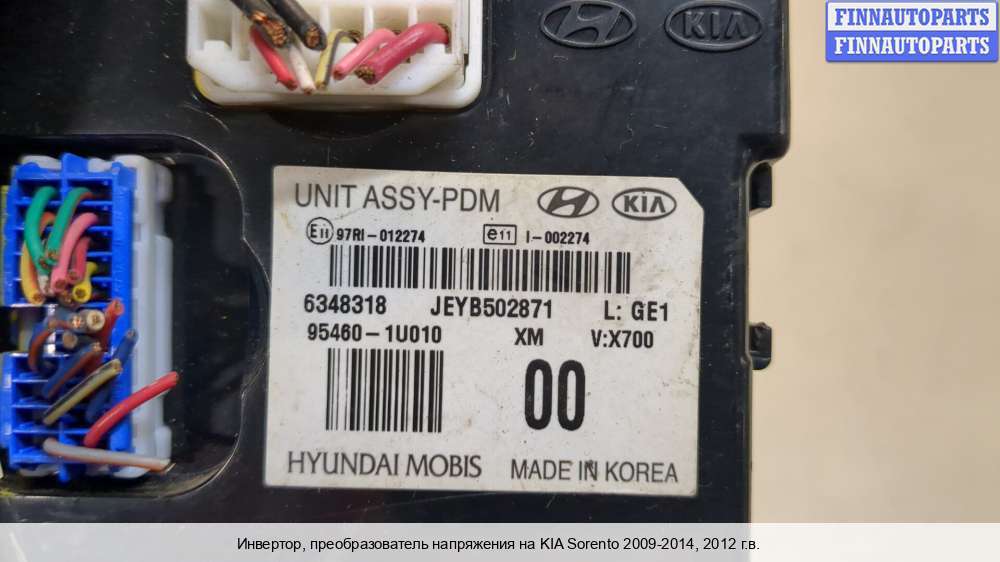 KIA
FINNAUTOPARTS
FINNAUTOPARTS
UNIT ASSY-PDM KIA
E11 97RI-012274 e11 I-002274
6348318 JEYB502871 L: GE1
95460-1U010 XM V:X700
00
HYUNDAI MOBIS MADE IN KOREA
Инвертор, преобразователь напряжения на KIA Sorento 2009-2014, 2012 г.в.